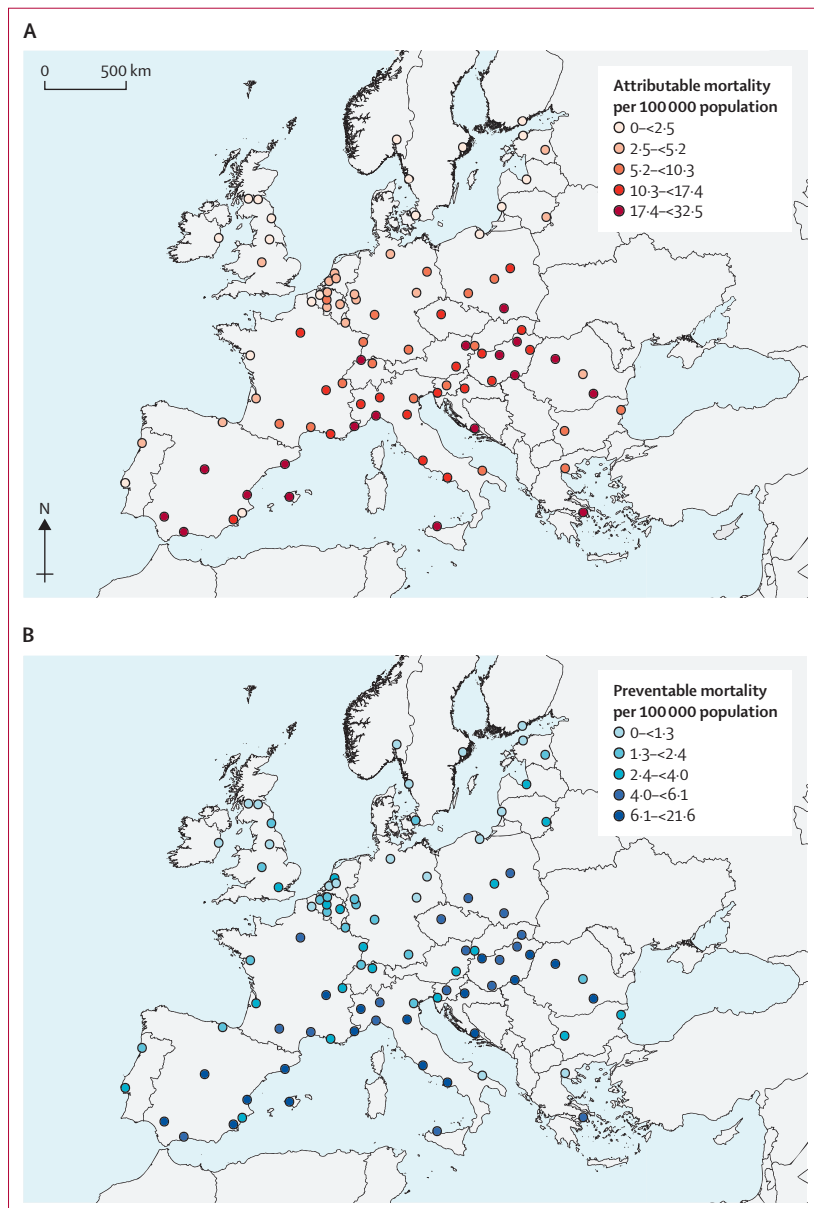 A
0 500 km
Attributable mortality
per 100 000 population
0–<2·5
2·5–<5·2
5·2–<10·3
10·3–<17·4
17·4–<32·5
N
B
Preventable mortality
per 100 000 population
0–<1·3
1·3–<2·4
2·4–<4·0
4·0–<6·1
6·1–<21·6